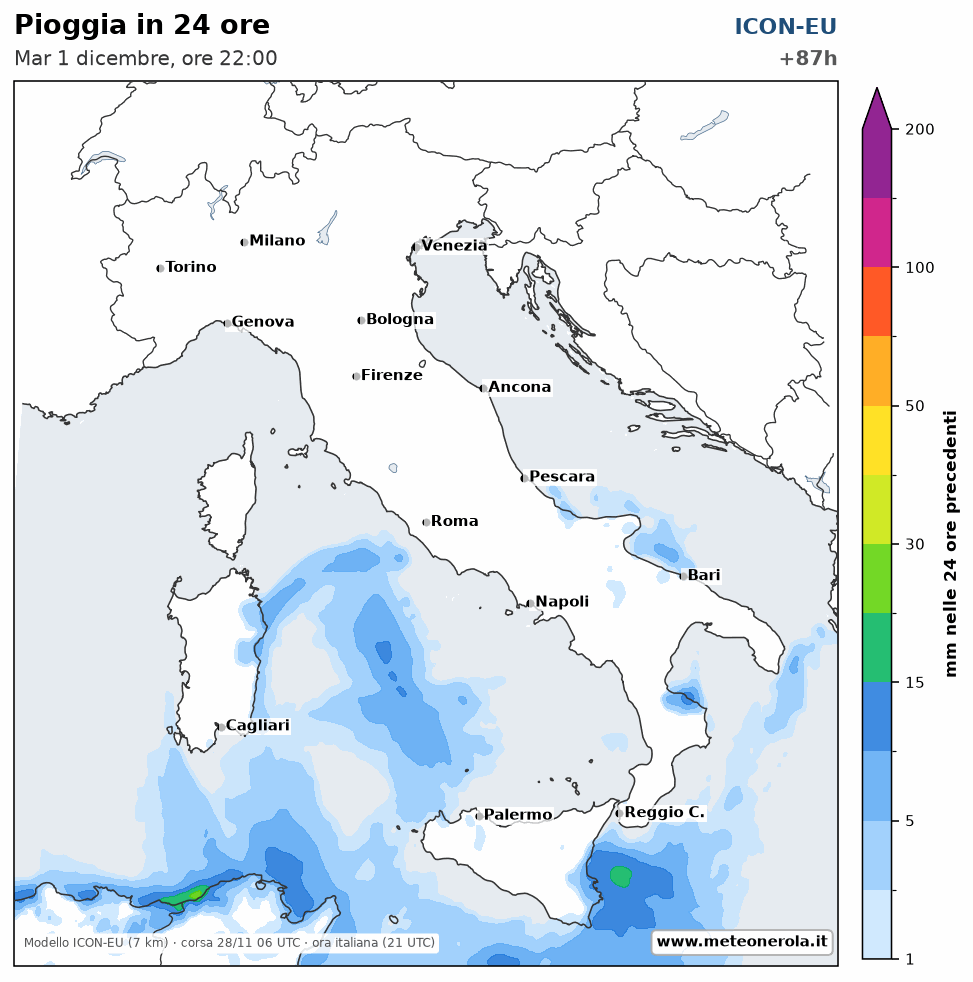 Pioggia in 24 ore
ICON-EU
Mar 1 dicembre, ore 22:00
+87h
200
Milano
Venezia
Torino
100
Genova
Bologna
Firenze
Ancona
50
Pescara
Roma
30
Bari
Napoli
mm nelle 24 ore precedenti
15
Cagliari
Palermo
Reggio C.
5
Modello ICON-EU (7 km) · corsa 28/11 06 UTC · ora italiana (21 UTC)
www.meteonerola.it
1